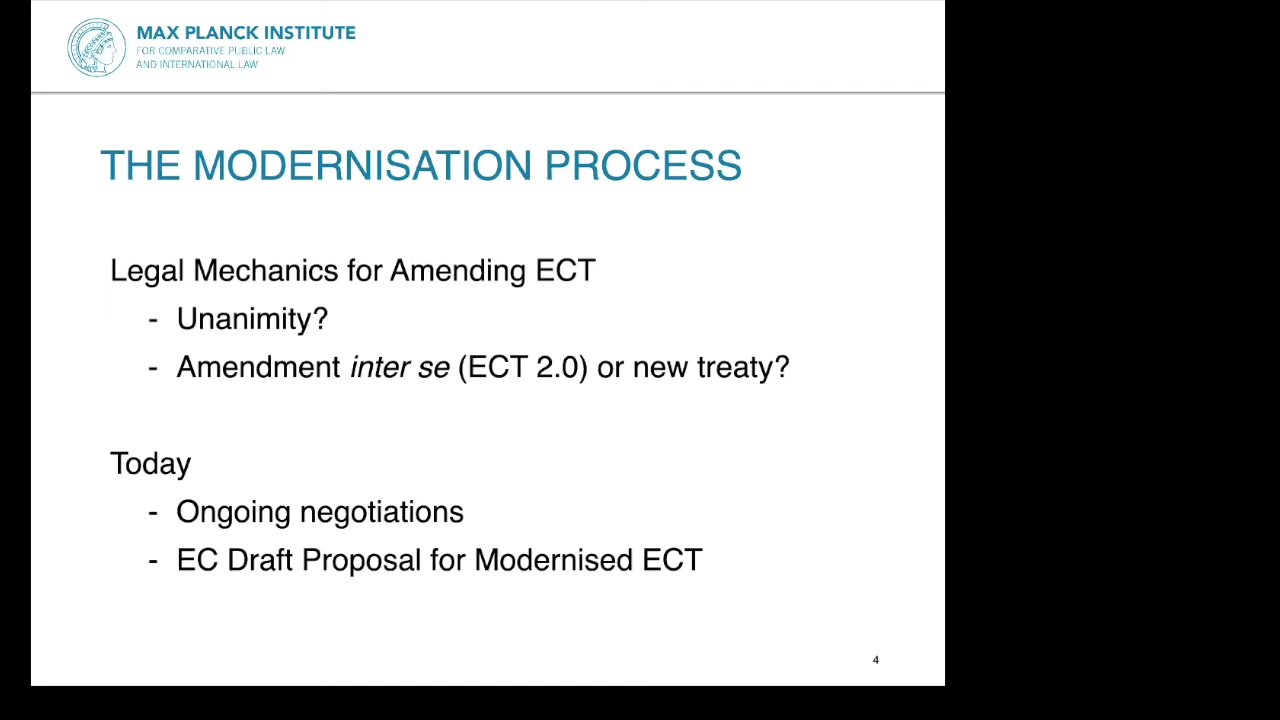 MAX PLANCK INSTITUTE
FOR COMPARATIVE PUBLIC LAW
AND INTERNATIONAL LAW
THE MODERNISATION PROCESS
Legal Mechanics for Amending ECT
- Unanimity?
- Amendment inter se (ECT 2.0) or new treaty?
Today
- Ongoing negotiations
- EC Draft Proposal for Modernised ECT
4